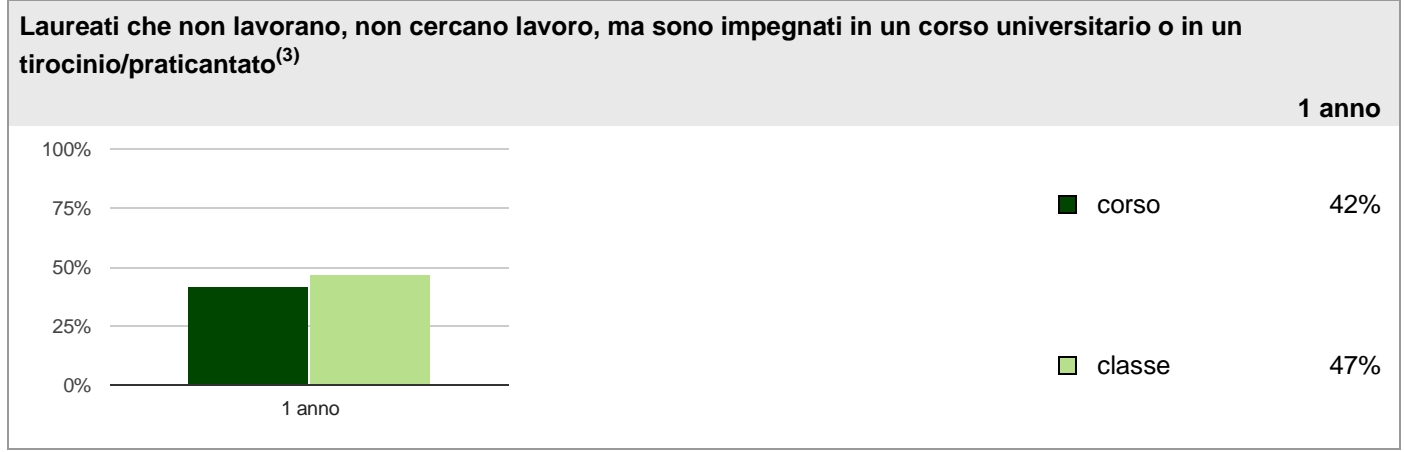 Laureati che non lavorano, non cercano lavoro, ma sono impegnati in un corso universitario o in un
tirocinio/praticantato(3)
1 anno
100%
75%
50%
25%
0%
1 anno
corso 42%
classe 47%